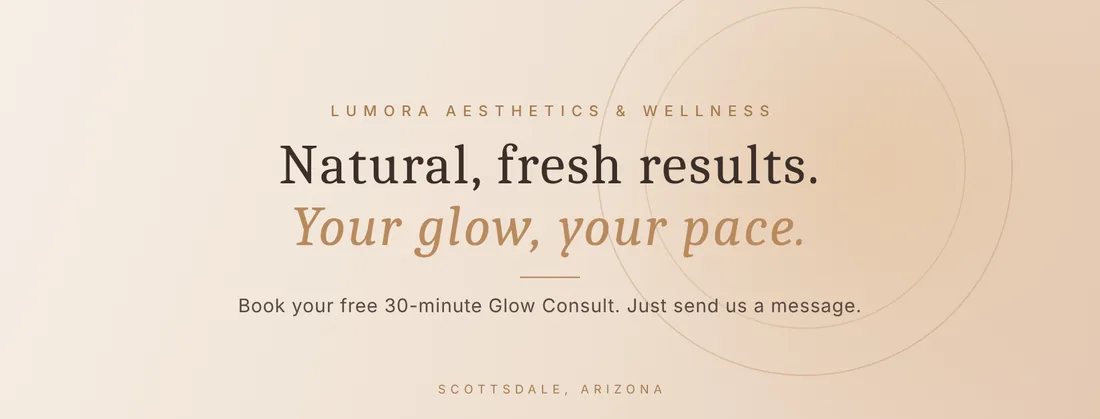 LUMORA AESTHETICS & WELLNESS
Natural, fresh results.
Your glow, your pace.
Book your free 30-minute Glow Consult. Just send us a message.
SCOTTSDALE, ARIZONA